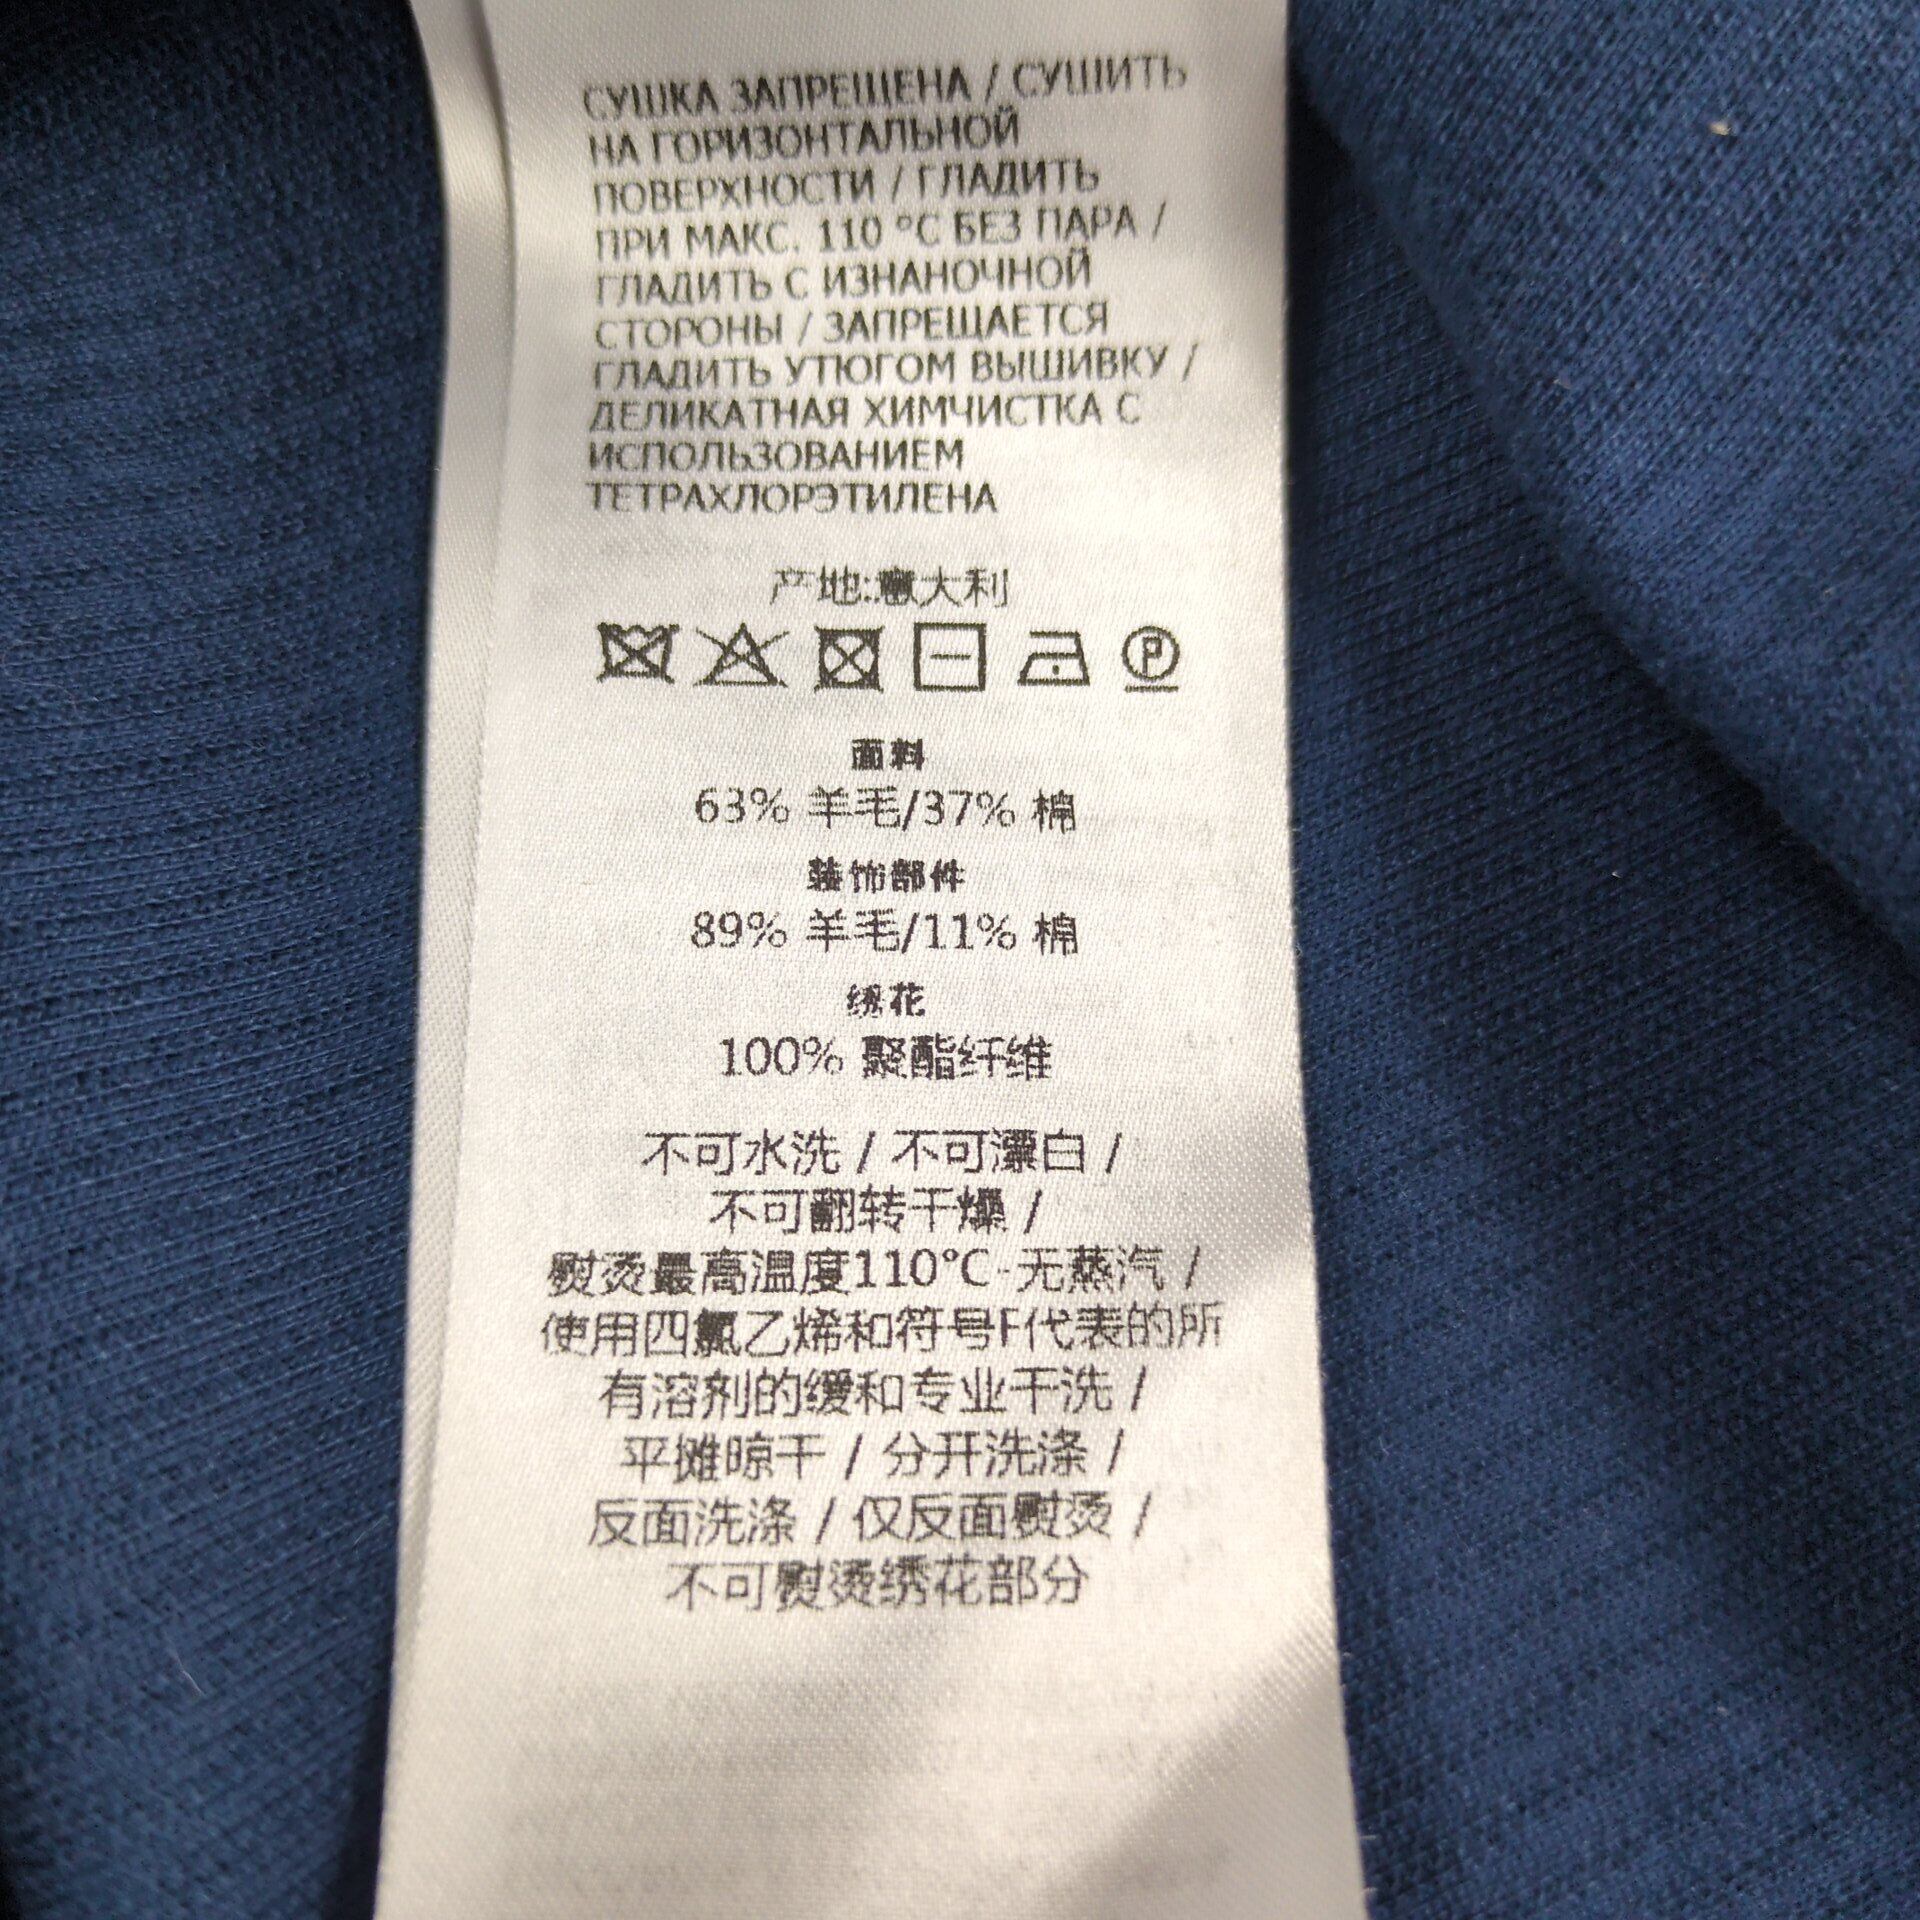 СУШКА ЗАПРЕЩЕНА / СУШИТЬ
НА ГОРИЗОНТАЛЬНОЙ
ПОВЕРХНОСТИ / ГЛАДИТЬ
ПРИ МАКС. 110 °C БЕЗ ПАРА /
ГЛАДИТЬ С ИЗНАНОЧНОЙ
СТОРОНЫ / ЗАПРЕЩАЕТСЯ
ГЛАДИТЬ УТЮГОМ ВЫШИВКУ /
ДЕЛИКАТНАЯ ХИМЧИСТКА С
ИСПОЛЬЗОВАНИЕМ
ТЕТРАХЛОРЭТИЛЕНА
产地:意大利
P
面料
63% 羊毛/37% 棉
装饰部件
89% 羊毛/11% 棉
绣花
100% 聚酯纤维
不可水洗 / 不可漂白 /
不可翻转干燥 /
熨烫最高温度110°C-无蒸汽 /
使用四氯乙烯和符号F代表的所
有溶剂的缓和专业干洗 /
平摊晾干 / 分开洗涤 /
反面洗涤 / 仅反面熨烫 /
不可熨烫绣花部分